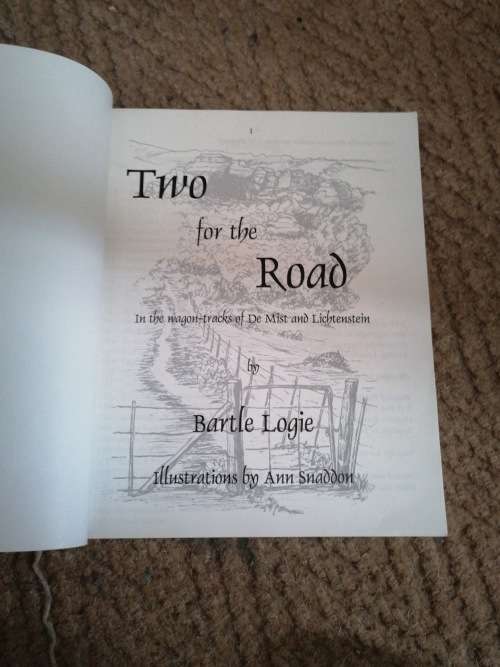 1
Two
for the
Road
In the wagon-tracks of De Mist and Lichtenstein
by
Bartle Logie
Illustrations by Ann Snaddon